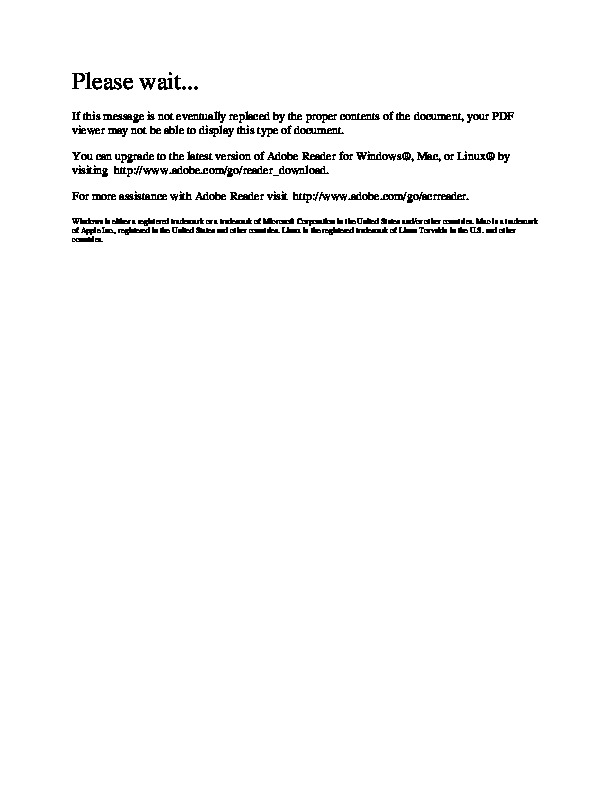 Please wait...
If this message is not eventually replaced by the proper contents of the document, your PDF
viewer may not be able to display this type of document.
You can upgrade to the latest version of Adobe Reader for Windows®, Mac, or Linux® by
visiting  http://www.adobe.com/go/reader_download.
For more assistance with Adobe Reader visit  http://www.adobe.com/go/acrreader.
Windows is either a registered trademark or a trademark of Microsoft Corporation in the United States and/or other countries. Mac is a trademark
of Apple Inc., registered in the United States and other countries. Linux is the registered trademark of Linus Torvalds in the U.S. and other
countries.